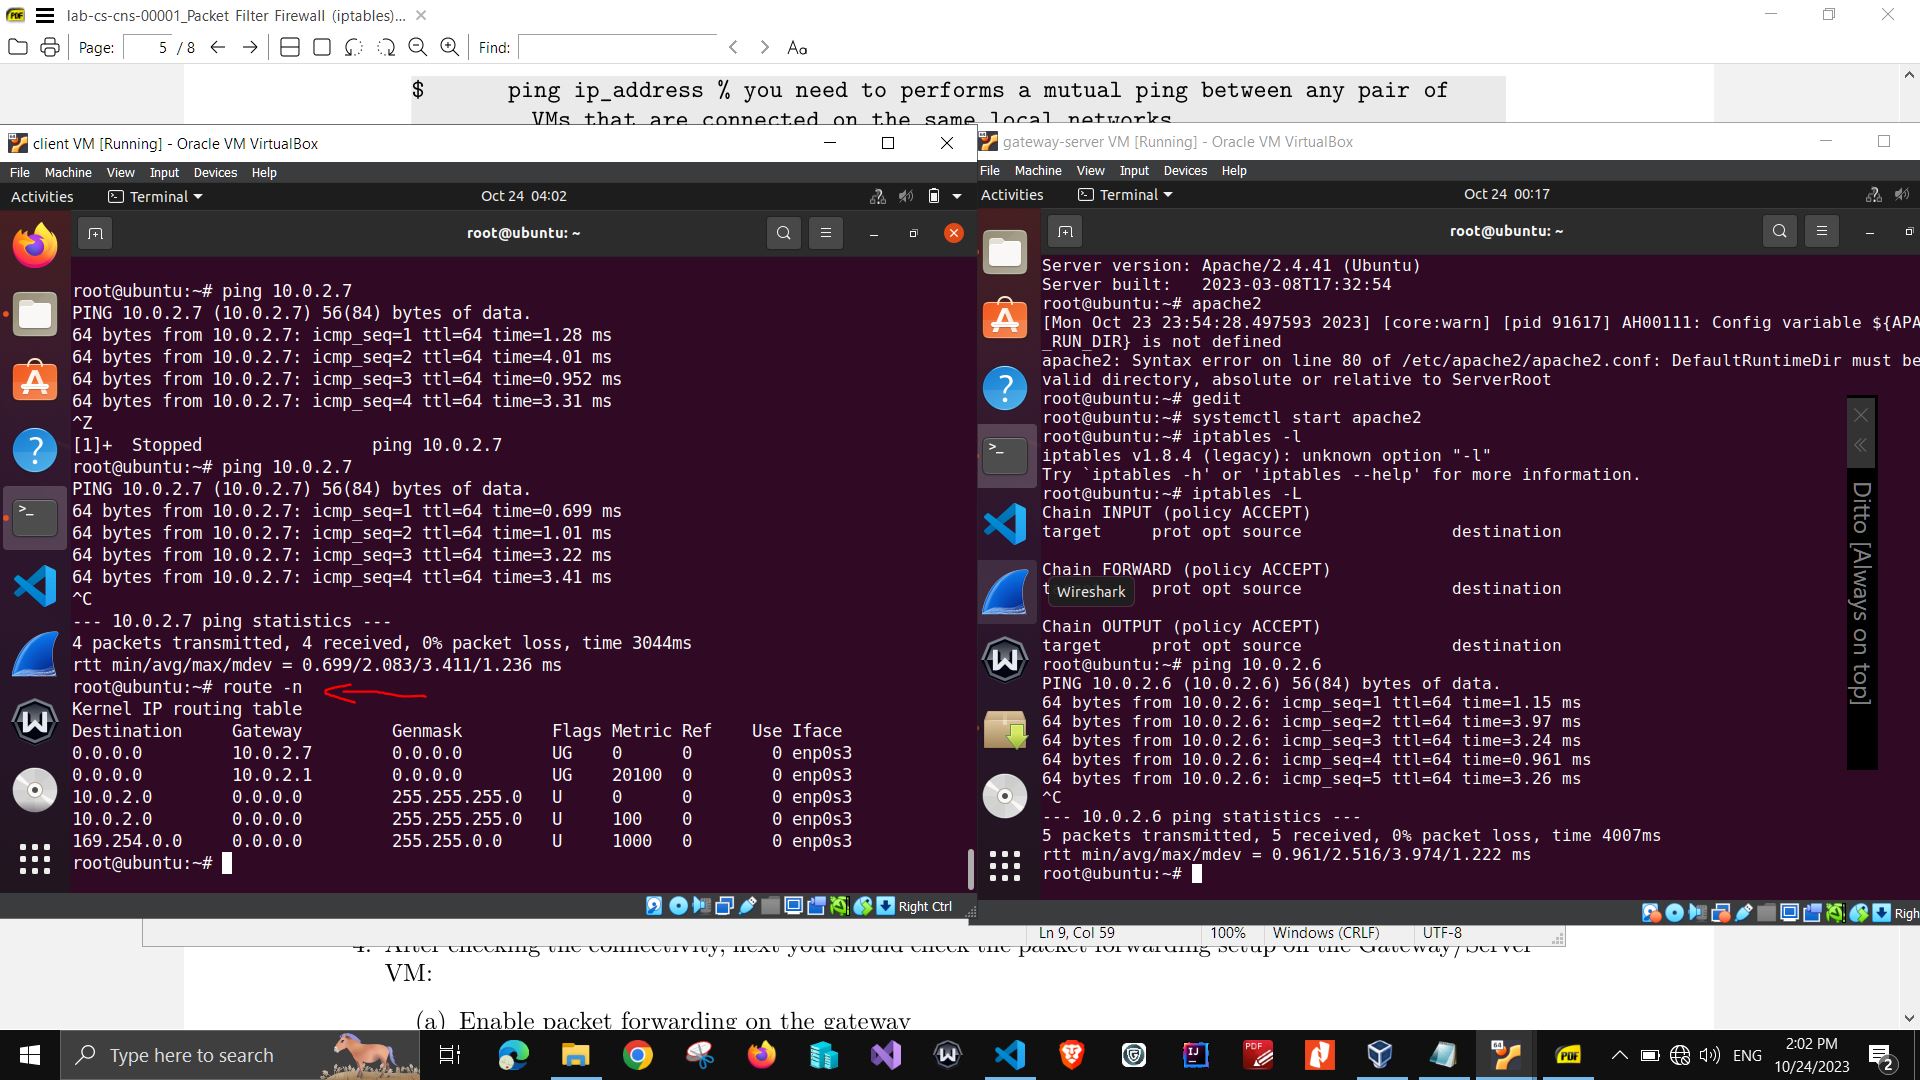 lab-cs-cns-00001_Packet Filter Firewall (iptables)...
Page: 5 / 8 Find: Aa
$ ping ip_address % you need to performs a mutual ping between any pair of
VMs that are connected on the same local networks
client VM [Running] - Oracle VM VirtualBox
File Machine View Input Devices Help
Activities Terminal Oct 24 04:02
root@ubuntu: ~
root@ubuntu:~# ping 10.0.2.7
PING 10.0.2.7 (10.0.2.7) 56(84) bytes of data.
64 bytes from 10.0.2.7: icmp_seq=1 ttl=64 time=1.28 ms
64 bytes from 10.0.2.7: icmp_seq=2 ttl=64 time=4.01 ms
64 bytes from 10.0.2.7: icmp_seq=3 ttl=64 time=0.952 ms
64 bytes from 10.0.2.7: icmp_seq=4 ttl=64 time=3.31 ms
^Z
[1]+  Stopped                 ping 10.0.2.7
root@ubuntu:~# ping 10.0.2.7
PING 10.0.2.7 (10.0.2.7) 56(84) bytes of data.
64 bytes from 10.0.2.7: icmp_seq=1 ttl=64 time=0.699 ms
64 bytes from 10.0.2.7: icmp_seq=2 ttl=64 time=1.01 ms
64 bytes from 10.0.2.7: icmp_seq=3 ttl=64 time=3.22 ms
64 bytes from 10.0.2.7: icmp_seq=4 ttl=64 time=3.41 ms
^C
--- 10.0.2.7 ping statistics ---
4 packets transmitted, 4 received, 0% packet loss, time 3044ms
rtt min/avg/max/mdev = 0.699/2.083/3.411/1.236 ms
root@ubuntu:~# route -n
Kernel IP routing table
Destination     Gateway         Genmask         Flags Metric Ref    Use Iface
0.0.0.0         10.0.2.7        0.0.0.0         UG    0      0        0 enp0s3
0.0.0.0         10.0.2.1        0.0.0.0         UG    20100  0        0 enp0s3
10.0.2.0        0.0.0.0         255.255.255.0   U     0      0        0 enp0s3
10.0.2.0        0.0.0.0         255.255.255.0   U     100    0        0 enp0s3
169.254.0.0     0.0.0.0         255.255.0.0     U     1000   0        0 enp0s3
root@ubuntu:~#
Right Ctrl
gateway-server VM [Running] - Oracle VM VirtualBox
File Machine View Input Devices Help
Activities Terminal Oct 24 00:17
root@ubuntu: ~
Server version: Apache/2.4.41 (Ubuntu)
Server built:   2023-03-08T17:32:54
root@ubuntu:~# apache2
[Mon Oct 23 23:54:28.497593 2023] [core:warn] [pid 91617] AH00111: Config variable ${APA
_RUN_DIR} is not defined
apache2: Syntax error on line 80 of /etc/apache2/apache2.conf: DefaultRuntimeDir must be
valid directory, absolute or relative to ServerRoot
root@ubuntu:~# gedit
root@ubuntu:~# systemctl start apache2
root@ubuntu:~# iptables -l
iptables v1.8.4 (legacy): unknown option "-l"
Try `iptables -h' or 'iptables --help' for more information.
root@ubuntu:~# iptables -L
Chain INPUT (policy ACCEPT)
target     prot opt source               destination
Chain FORWARD (policy ACCEPT)
Wireshark prot opt source               destination
Chain OUTPUT (policy ACCEPT)
target     prot opt source               destination
root@ubuntu:~# ping 10.0.2.6
PING 10.0.2.6 (10.0.2.6) 56(84) bytes of data.
64 bytes from 10.0.2.6: icmp_seq=1 ttl=64 time=1.15 ms
64 bytes from 10.0.2.6: icmp_seq=2 ttl=64 time=3.97 ms
64 bytes from 10.0.2.6: icmp_seq=3 ttl=64 time=3.24 ms
64 bytes from 10.0.2.6: icmp_seq=4 ttl=64 time=0.961 ms
64 bytes from 10.0.2.6: icmp_seq=5 ttl=64 time=3.26 ms
^C
--- 10.0.2.6 ping statistics ---
5 packets transmitted, 5 received, 0% packet loss, time 4007ms
rtt min/avg/max/mdev = 0.961/2.516/3.974/1.222 ms
root@ubuntu:~#
Righ
Ditto [Always on top]
Ln 9, Col 59 100% Windows (CRLF) UTF-8
4. After checking the connectivity, next you should check the packet forwarding setup on the Gateway/Server
VM:
(a) Enable packet forwarding on the gateway
Type here to search
ENG
2:02 PM
10/24/2023
2